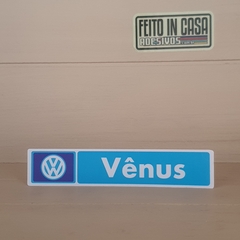 FEITO IN CASA
ADESIVOS
VW
Vênus